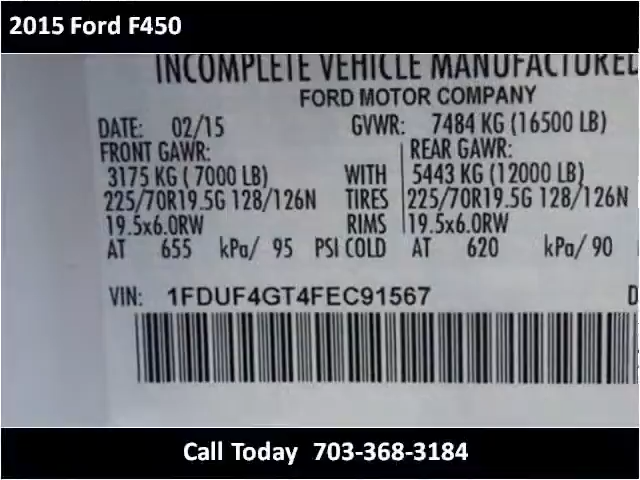 2015 Ford F450
INCOMPLETE VEHICLE MANUFACTURED
FORD MOTOR COMPANY
DATE: 02/15 GVWR: 7484 KG (16500 LB)
FRONT GAWR: REAR GAWR:
3175 KG ( 7000 LB) WITH 5443 KG (12000 LB)
225/70R19.5G 128/126N TIRES 225/70R19.5G 128/126N
19.5x6.0RW RIMS 19.5x6.0RW
AT 655 kPa/ 95 PSI COLD AT 620 kPa/ 90
VIN: 1FDUF4GT4FEC91567 D
Call Today 703-368-3184